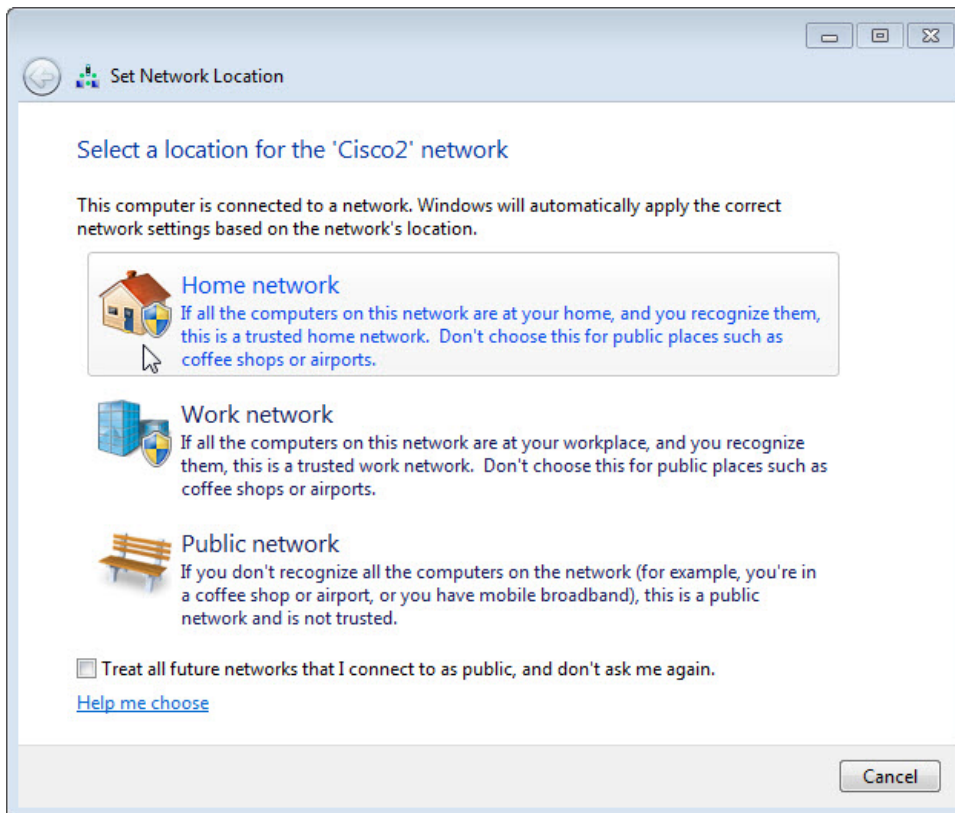 Set Network Location
Select a location for the 'Cisco2' network
This computer is connected to a network. Windows will automatically apply the correct
network settings based on the network's location.
Home network
If all the computers on this network are at your home, and you recognize them,
this is a trusted home network.  Don't choose this for public places such as
coffee shops or airports.
Work network
If all the computers on this network are at your workplace, and you recognize
them, this is a trusted work network.  Don't choose this for public places such as
coffee shops or airports.
Public network
If you don't recognize all the computers on the network (for example, you're in
a coffee shop or airport, or you have mobile broadband), this is a public
network and is not trusted.
Treat all future networks that I connect to as public, and don't ask me again.
Help me choose
Cancel